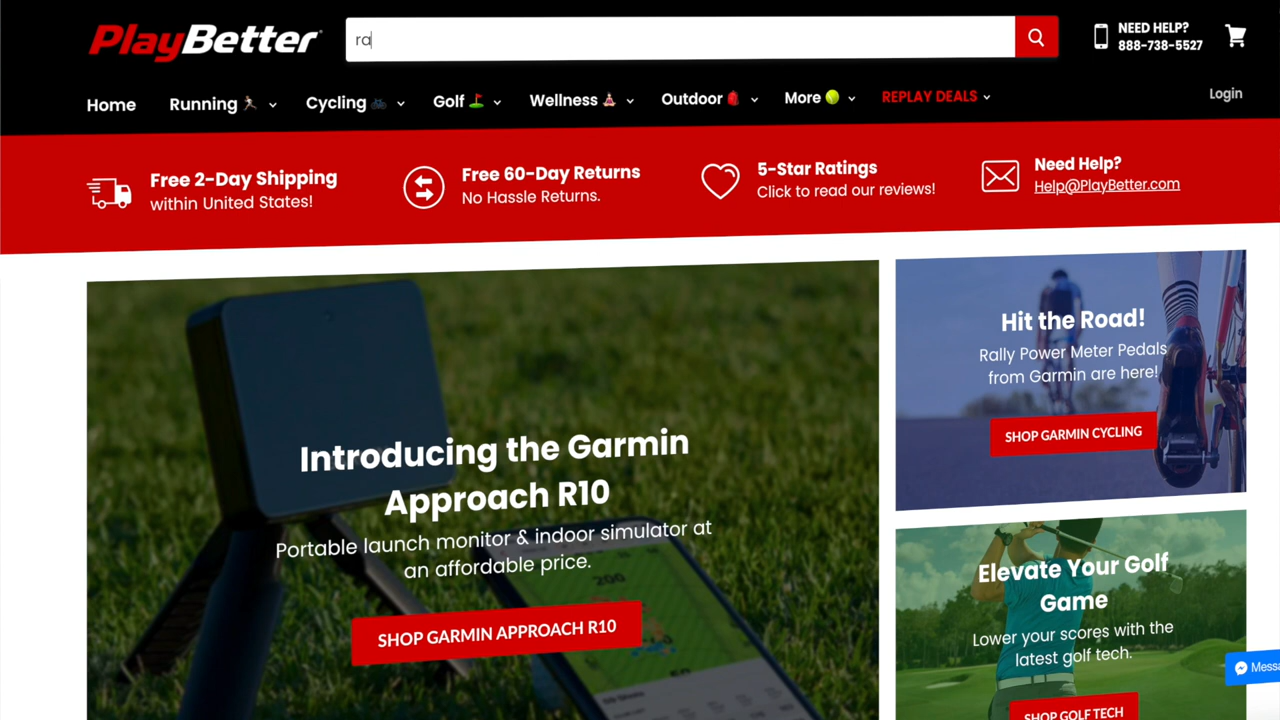 PlayBetter
ra
NEED HELP?
888-738-5527
Home
Running
Cycling
Golf
Wellness
Outdoor
More
REPLAY DEALS
Login
Free 2-Day Shipping
within United States!
Free 60-Day Returns
No Hassle Returns.
5-Star Ratings
Click to read our reviews!
Need Help?
Help@PlayBetter.com
Introducing the Garmin
Approach R10
Portable launch monitor & indoor simulator at
an affordable price.
SHOP GARMIN APPROACH R10
200
Hit the Road!
Rally Power Meter Pedals
from Garmin are here!
SHOP GARMIN CYCLING
Elevate Your Golf
Game
Lower your scores with the
latest golf tech.
SHOP GOLF TECH
Messa